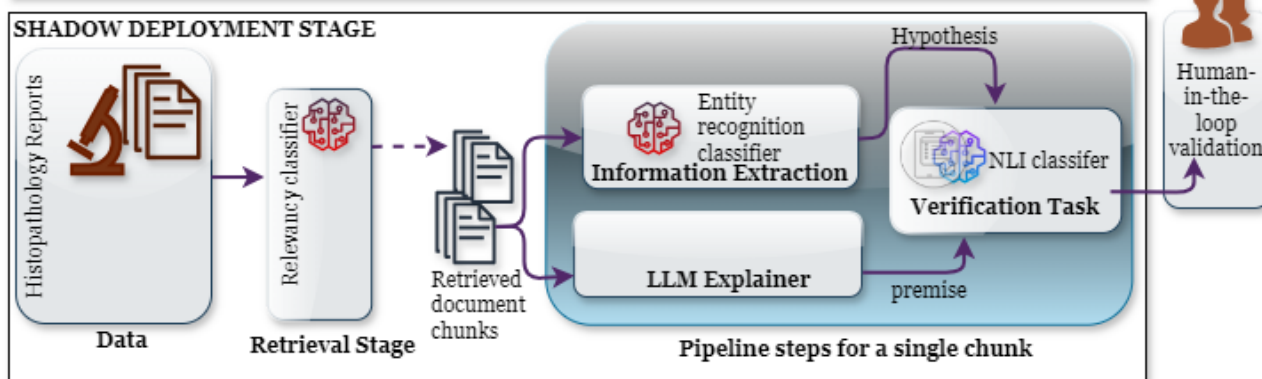 SHADOW DEPLOYMENT STAGE
Histopathology Reports
Data
Relevancy classifier
Retrieval Stage
Retrieved
document
chunks
Entity
recognition
classifier
Information Extraction
LLM Explainer
Hypothesis
premise
NLI classifer
Verification Task
Pipeline steps for a single chunk
Human-
in-the-
loop
validation